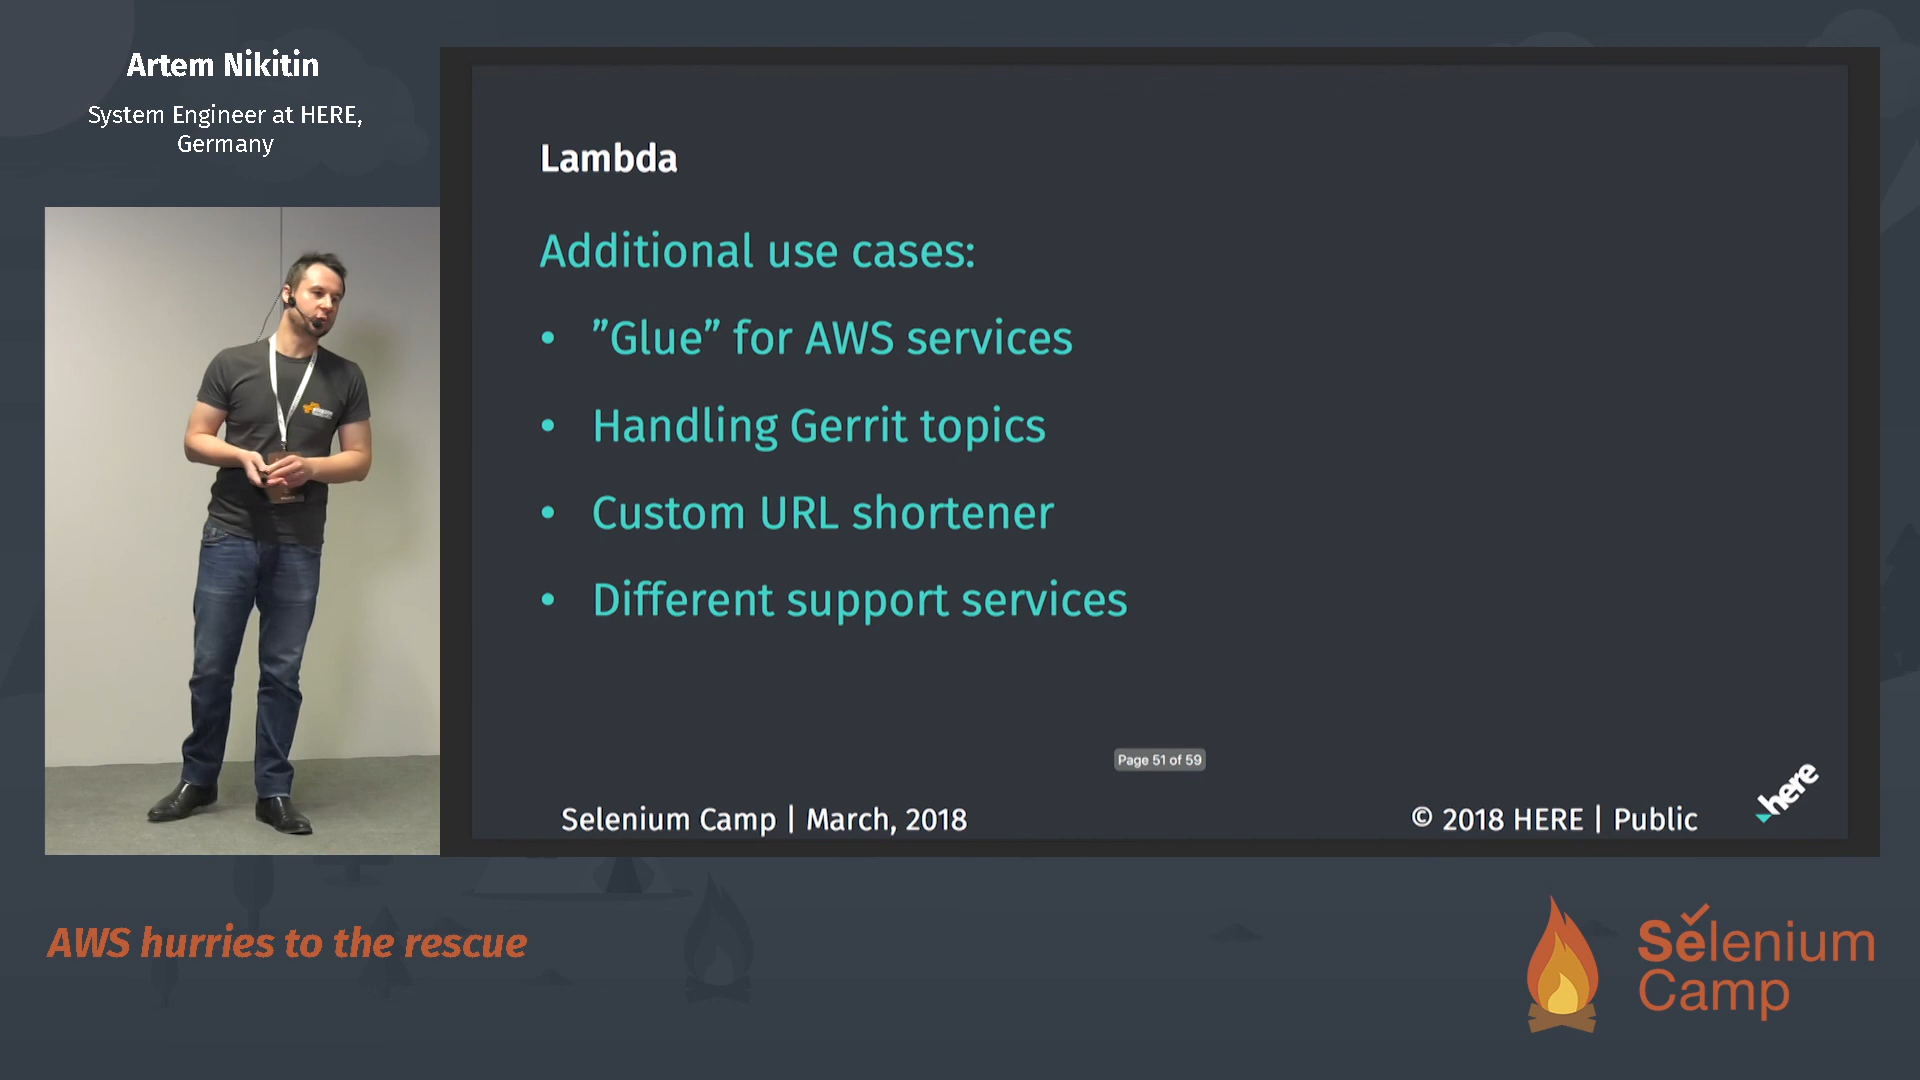 Artem Nikitin
System Engineer at HERE,
Germany
Lambda
Additional use cases:
• ”Glue” for AWS services
• Handling Gerrit topics
• Custom URL shortener
• Different support services
Page 51 of 59
Selenium Camp | March, 2018
© 2018 HERE | Public
here
AWS hurries to the rescue
Selenium
Camp